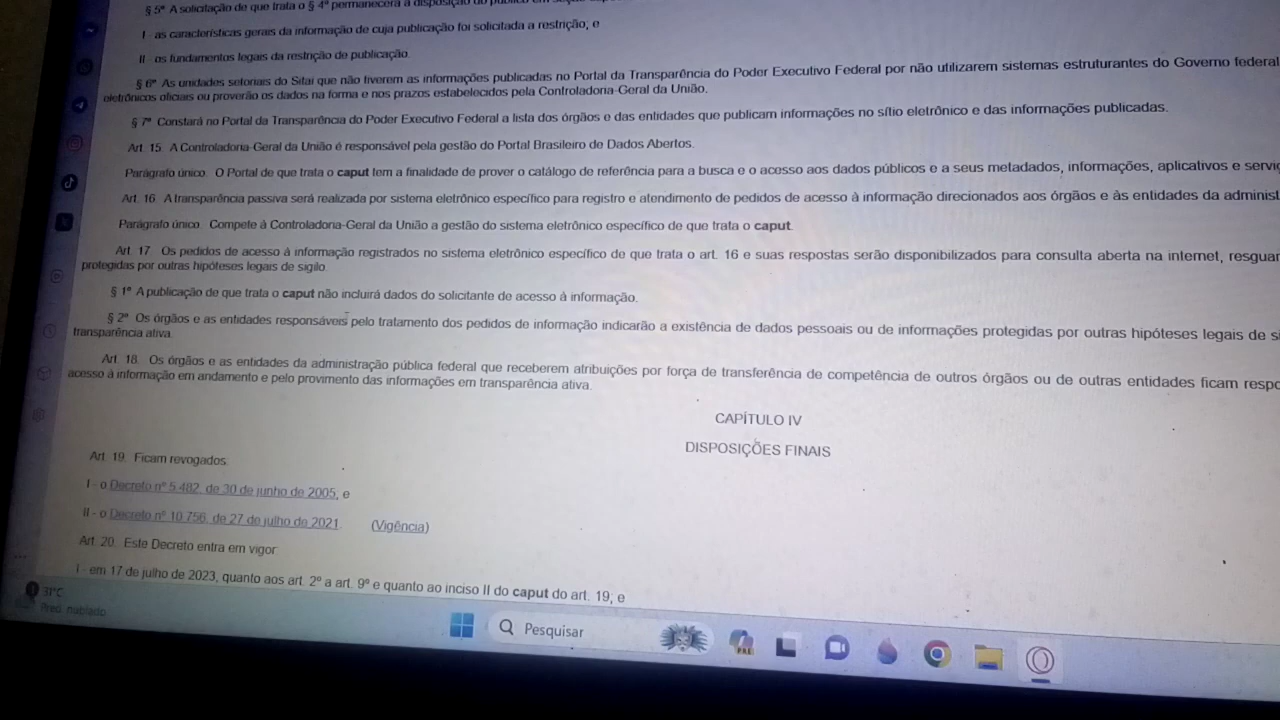 § 5º A solicitação de que trata o § 4º permanecerá à disposição do público em
I - as características gerais da informação de cuja publicação foi solicitada a restrição; e
II - os fundamentos legais da restrição de publicação.
§ 6º As unidades setoriais do Sitai que não tiverem as informações publicadas no Portal da Transparência do Poder Executivo Federal por não utilizarem sistemas estruturantes do Governo federal
eletrônicos oficiais ou proverão os dados na forma e nos prazos estabelecidos pela Controladoria-Geral da União.
§ 7º Constará no Portal da Transparência do Poder Executivo Federal a lista dos órgãos e das entidades que publicam informações no sítio eletrônico e das informações publicadas.
Art. 15. A Controladoria-Geral da União é responsável pela gestão do Portal Brasileiro de Dados Abertos.
Parágrafo único. O Portal de que trata o caput tem a finalidade de prover o catálogo de referência para a busca e o acesso aos dados públicos e a seus metadados, informações, aplicativos e serviç
Art. 16. A transparência passiva será realizada por sistema eletrônico específico para registro e atendimento de pedidos de acesso à informação direcionados aos órgãos e às entidades da administ
Parágrafo único. Compete à Controladoria-Geral da União a gestão do sistema eletrônico específico de que trata o caput.
Art. 17. Os pedidos de acesso à informação registrados no sistema eletrônico específico de que trata o art. 16 e suas respostas serão disponibilizados para consulta aberta na internet, resguar
protegidas por outras hipóteses legais de sigilo.
§ 1º A publicação de que trata o caput não incluirá dados do solicitante de acesso à informação.
§ 2º Os órgãos e as entidades responsáveis pelo tratamento dos pedidos de informação indicarão a existência de dados pessoais ou de informações protegidas por outras hipóteses legais de si
transparência ativa.
Art. 18. Os órgãos e as entidades da administração pública federal que receberem atribuições por força de transferência de competência de outros órgãos ou de outras entidades ficam respo
acesso à informação em andamento e pelo provimento das informações em transparência ativa.
CAPÍTULO IV
DISPOSIÇÕES FINAIS
Art. 19. Ficam revogados:
I - o Decreto nº 5.482, de 30 de junho de 2005; e
II - o Decreto nº 10.756, de 27 de julho de 2021. (Vigência)
Art. 20. Este Decreto entra em vigor:
I - em 17 de julho de 2023, quanto aos art. 2º a art. 9º e quanto ao inciso II do caput do art. 19; e
31°C
Pred. nublado
Pesquisar